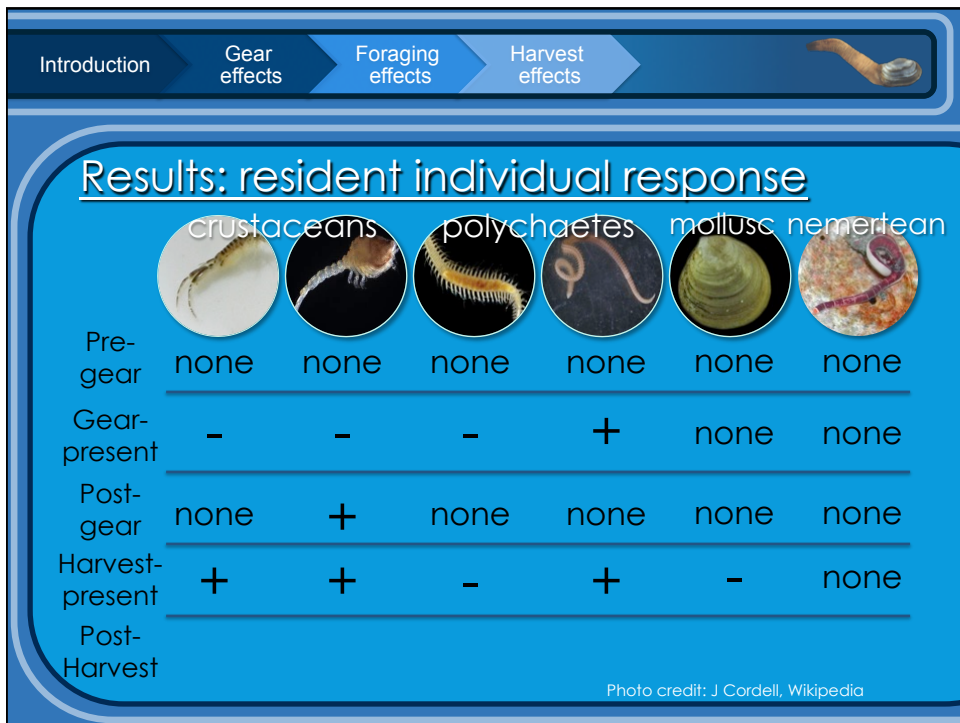 Introduction
Gear
effects
Foraging
effects
Harvest
effects
Results: resident individual response
crustaceans polychaetes mollusc nemertean
Pre-
gear
none none none none none none
Gear-
present
- - - + none none
Post-
gear
none + none none none none
Harvest-
present
+ + - + - none
Post-
Harvest
Photo credit: J Cordell, Wikipedia